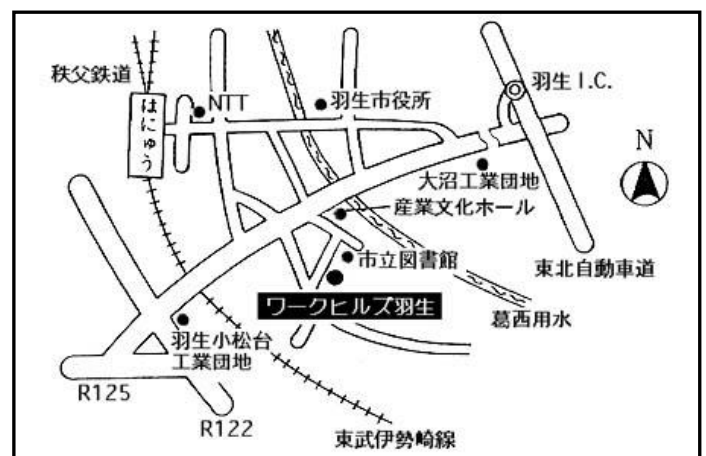 秩父鉄道
はにゅう
NTT
羽生市役所
羽生I.C.
N
大沼工業団地
産業文化ホール
市立図書館
東北自動車道
ワークヒルズ羽生
葛西用水
羽生小松台
工業団地
R125
R122
東武伊勢崎線